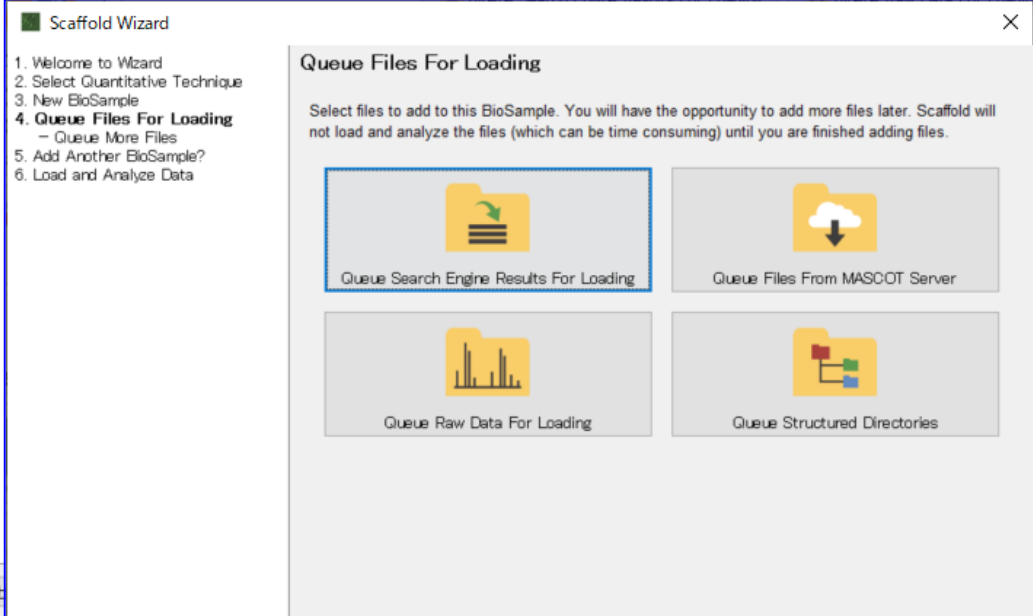 Scaffold Wizard
1. Welcome to Wizard
2. Select Quantitative Technique
3. New BioSample
4. Queue Files For Loading
– Queue More Files
5. Add Another BioSample?
6. Load and Analyze Data
Queue Files For Loading
Select files to add to this BioSample. You will have the opportunity to add more files later. Scaffold will
not load and analyze the files (which can be time consuming) until you are finished adding files.
Queue Search Engine Results For Loading
Queue Files From MASCOT Server
Queue Raw Data For Loading
Queue Structured Directories